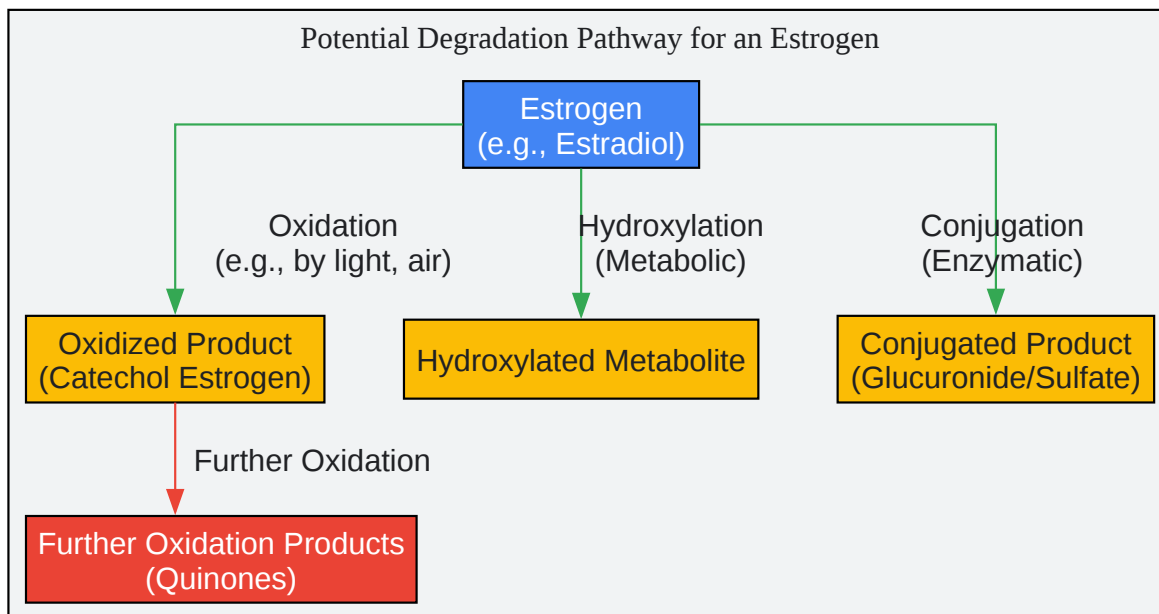 Potential Degradation Pathway for an Estrogen
Estrogen
(e.g., Estradiol)
Oxidation
(e.g., by light, air)
Hydroxylation
(Metabolic)
Conjugation
(Enzymatic)
Oxidized Product
(Catechol Estrogen)
Hydroxylated Metabolite
Conjugated Product
(Glucuronide/Sulfate)
Further Oxidation
Further Oxidation Products
(Quinones)